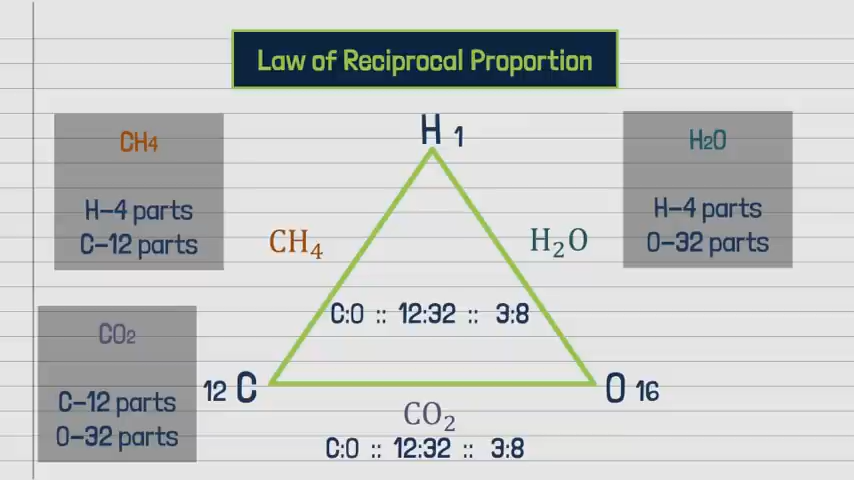 Law of Reciprocal Proportion
CH4
H-4 parts
C-12 parts
H 1
H2O
H-4 parts
O-32 parts
CH₄
H₂O
C:O :: 12:32 :: 3:8
CO2
C-12 parts
O-32 parts
12 C
O 16
CO₂
C:O :: 12:32 :: 3:8